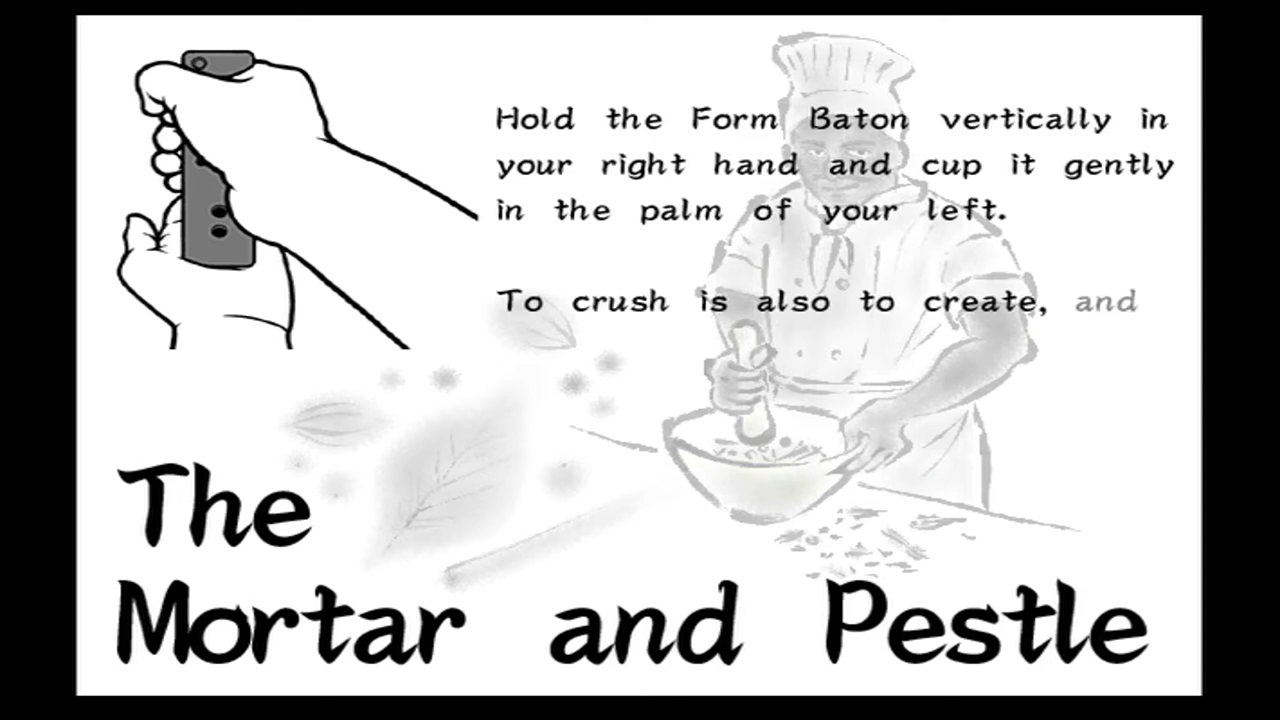 Hold the Form Baton vertically in
your right hand and cup it gently
in the palm of your left.
To crush is also to create, and
The
Mortar and Pestle